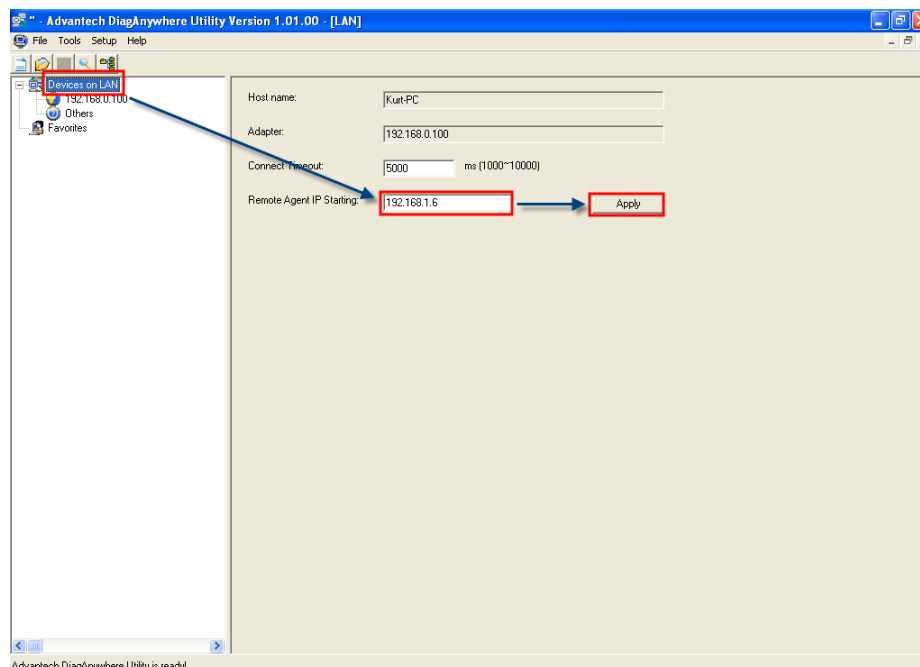 " - Advantech DiagAnywhere Utility Version 1.01.00 - [LAN]
File Tools Setup Help
Devices on LAN
192.168.0.100
Others
Favorites
Host name: Kurt-PC
Adapter: 192.168.0.100
Connect Timeout: 5000 ms (1000~10000)
Remote Agent IP Starting: 192.168.1.6 Apply
Advantech DiagAnywhere Utility is ready!